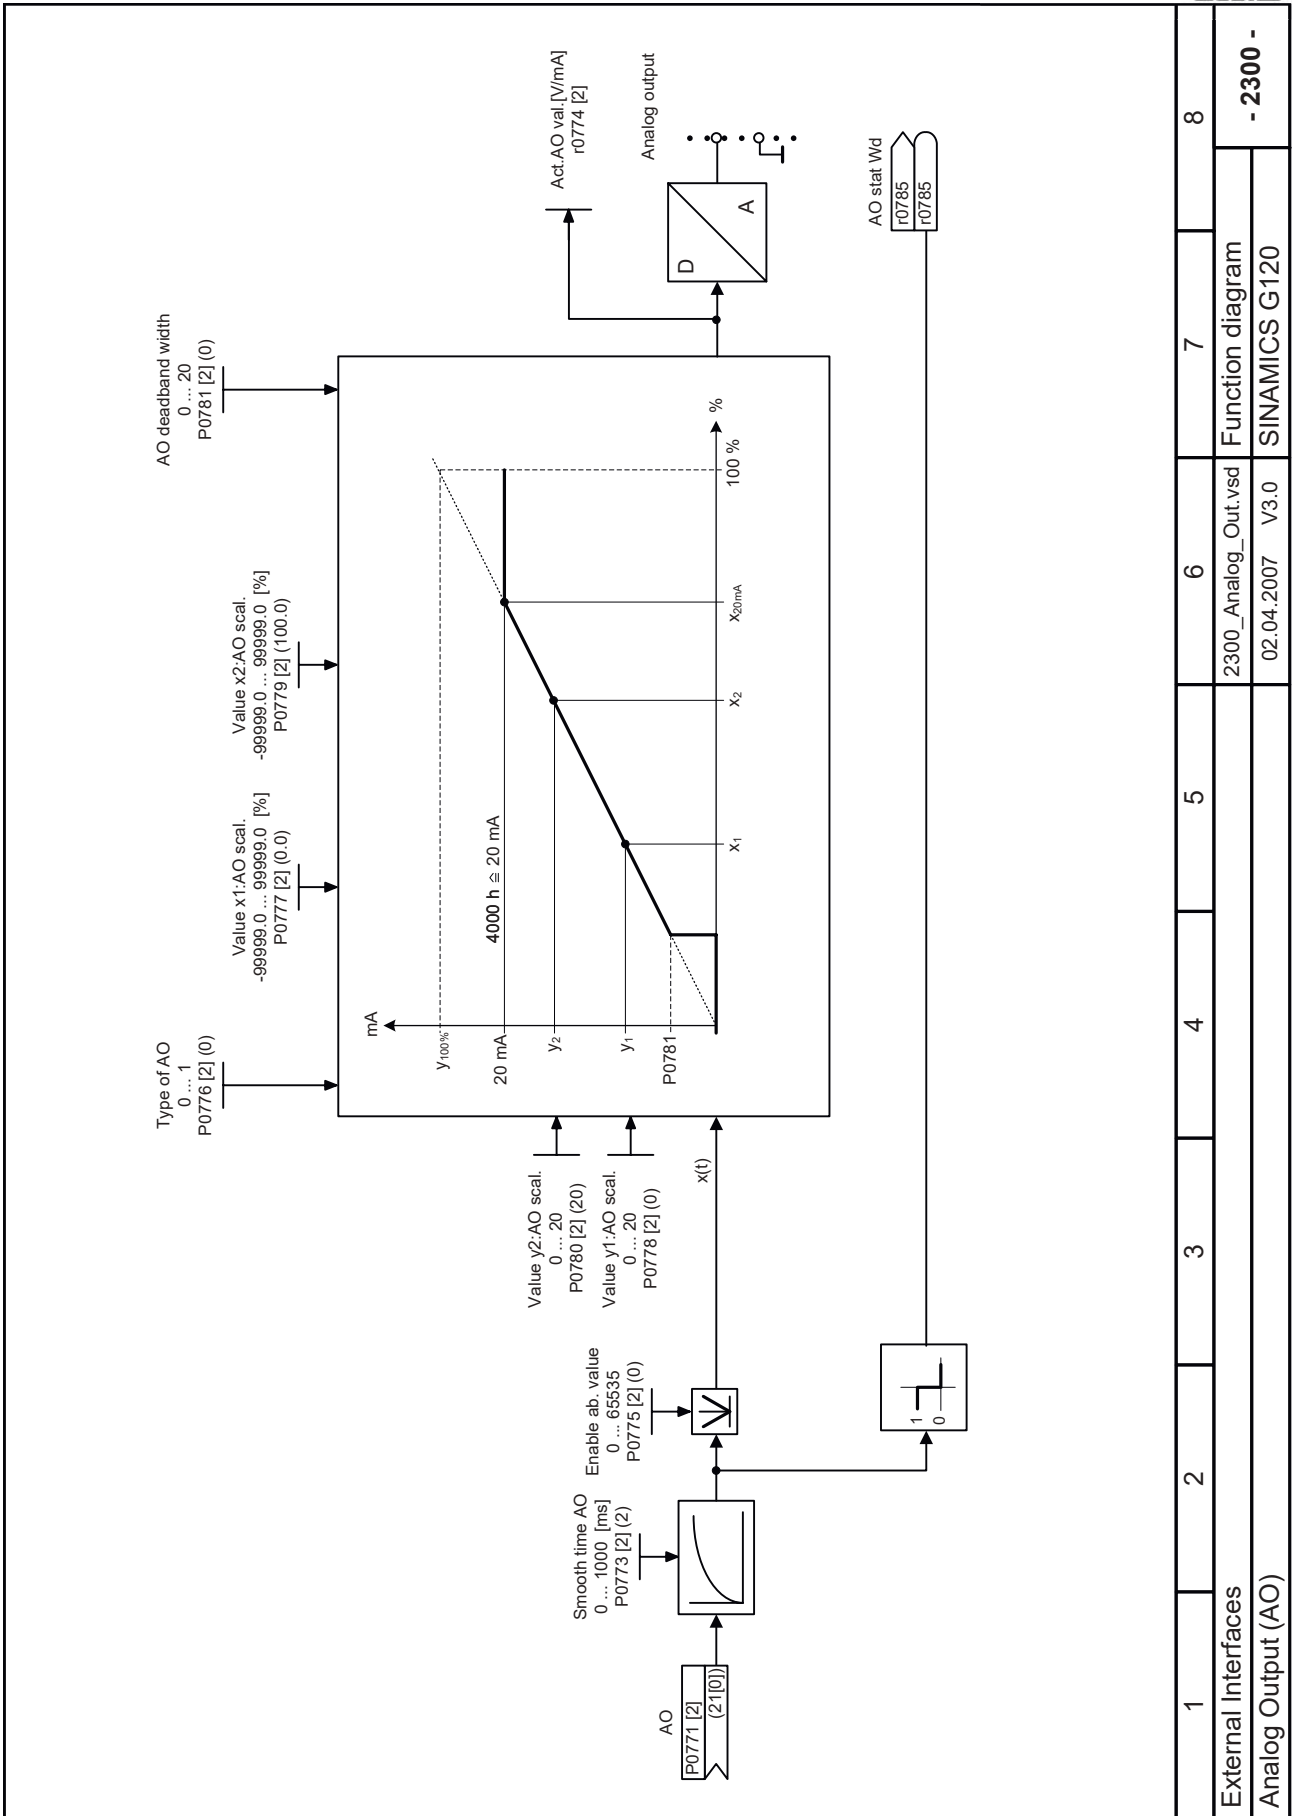 AO deadband width
0 ... 20
P0781 [2] (0)
Value x2:AO scal.
-99999.0 ... 99999.0 [%]
P0779 [2] (100.0)
Value x1:AO scal.
-99999.0 ... 99999.0 [%]
P0777 [2] (0.0)
Type of AO
0 ... 1
P0776 [2] (0)
Act.AO val.[V/mA]
r0774 [2]
Analog output
D
A
mA
y100%
20 mA
y2
y1
P0781
4000 h ≙ 20 mA
x1
x2
x20mA
100 %
%
Value y2:AO scal.
0 ... 20
P0780 [2] (20)
Value y1:AO scal.
0 ... 20
P0778 [2] (0)
x(t)
Enable ab. value
0 ... 65535
P0775 [2] (0)
Smooth time AO
0 ... 1000 [ms]
P0773 [2] (2)
AO
P0771 [2]
(21[0])
1
0
AO stat Wd
r0785
r0785
1 2 3 4 5 6 7 8
External Interfaces
2300_Analog_Out.vsd
Function diagram
- 2300 -
Analog Output (AO)
02.04.2007 V3.0
SINAMICS G120